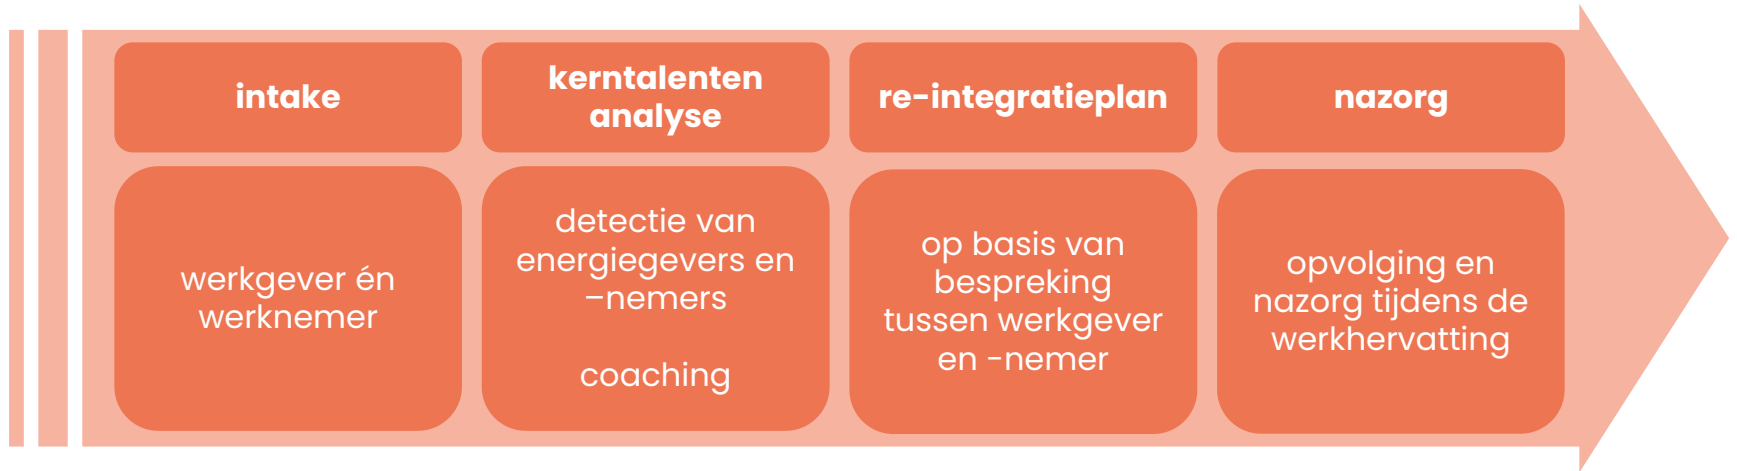 intake
kerntalenten
analyse
re-integratieplan
nazorg
werkgever én
werknemer
detectie van
energiegevers en
-nemers
coaching
op basis van
bespreking
tussen werkgever
en -nemer
opvolging en
nazorg tijdens de
werkhervatting